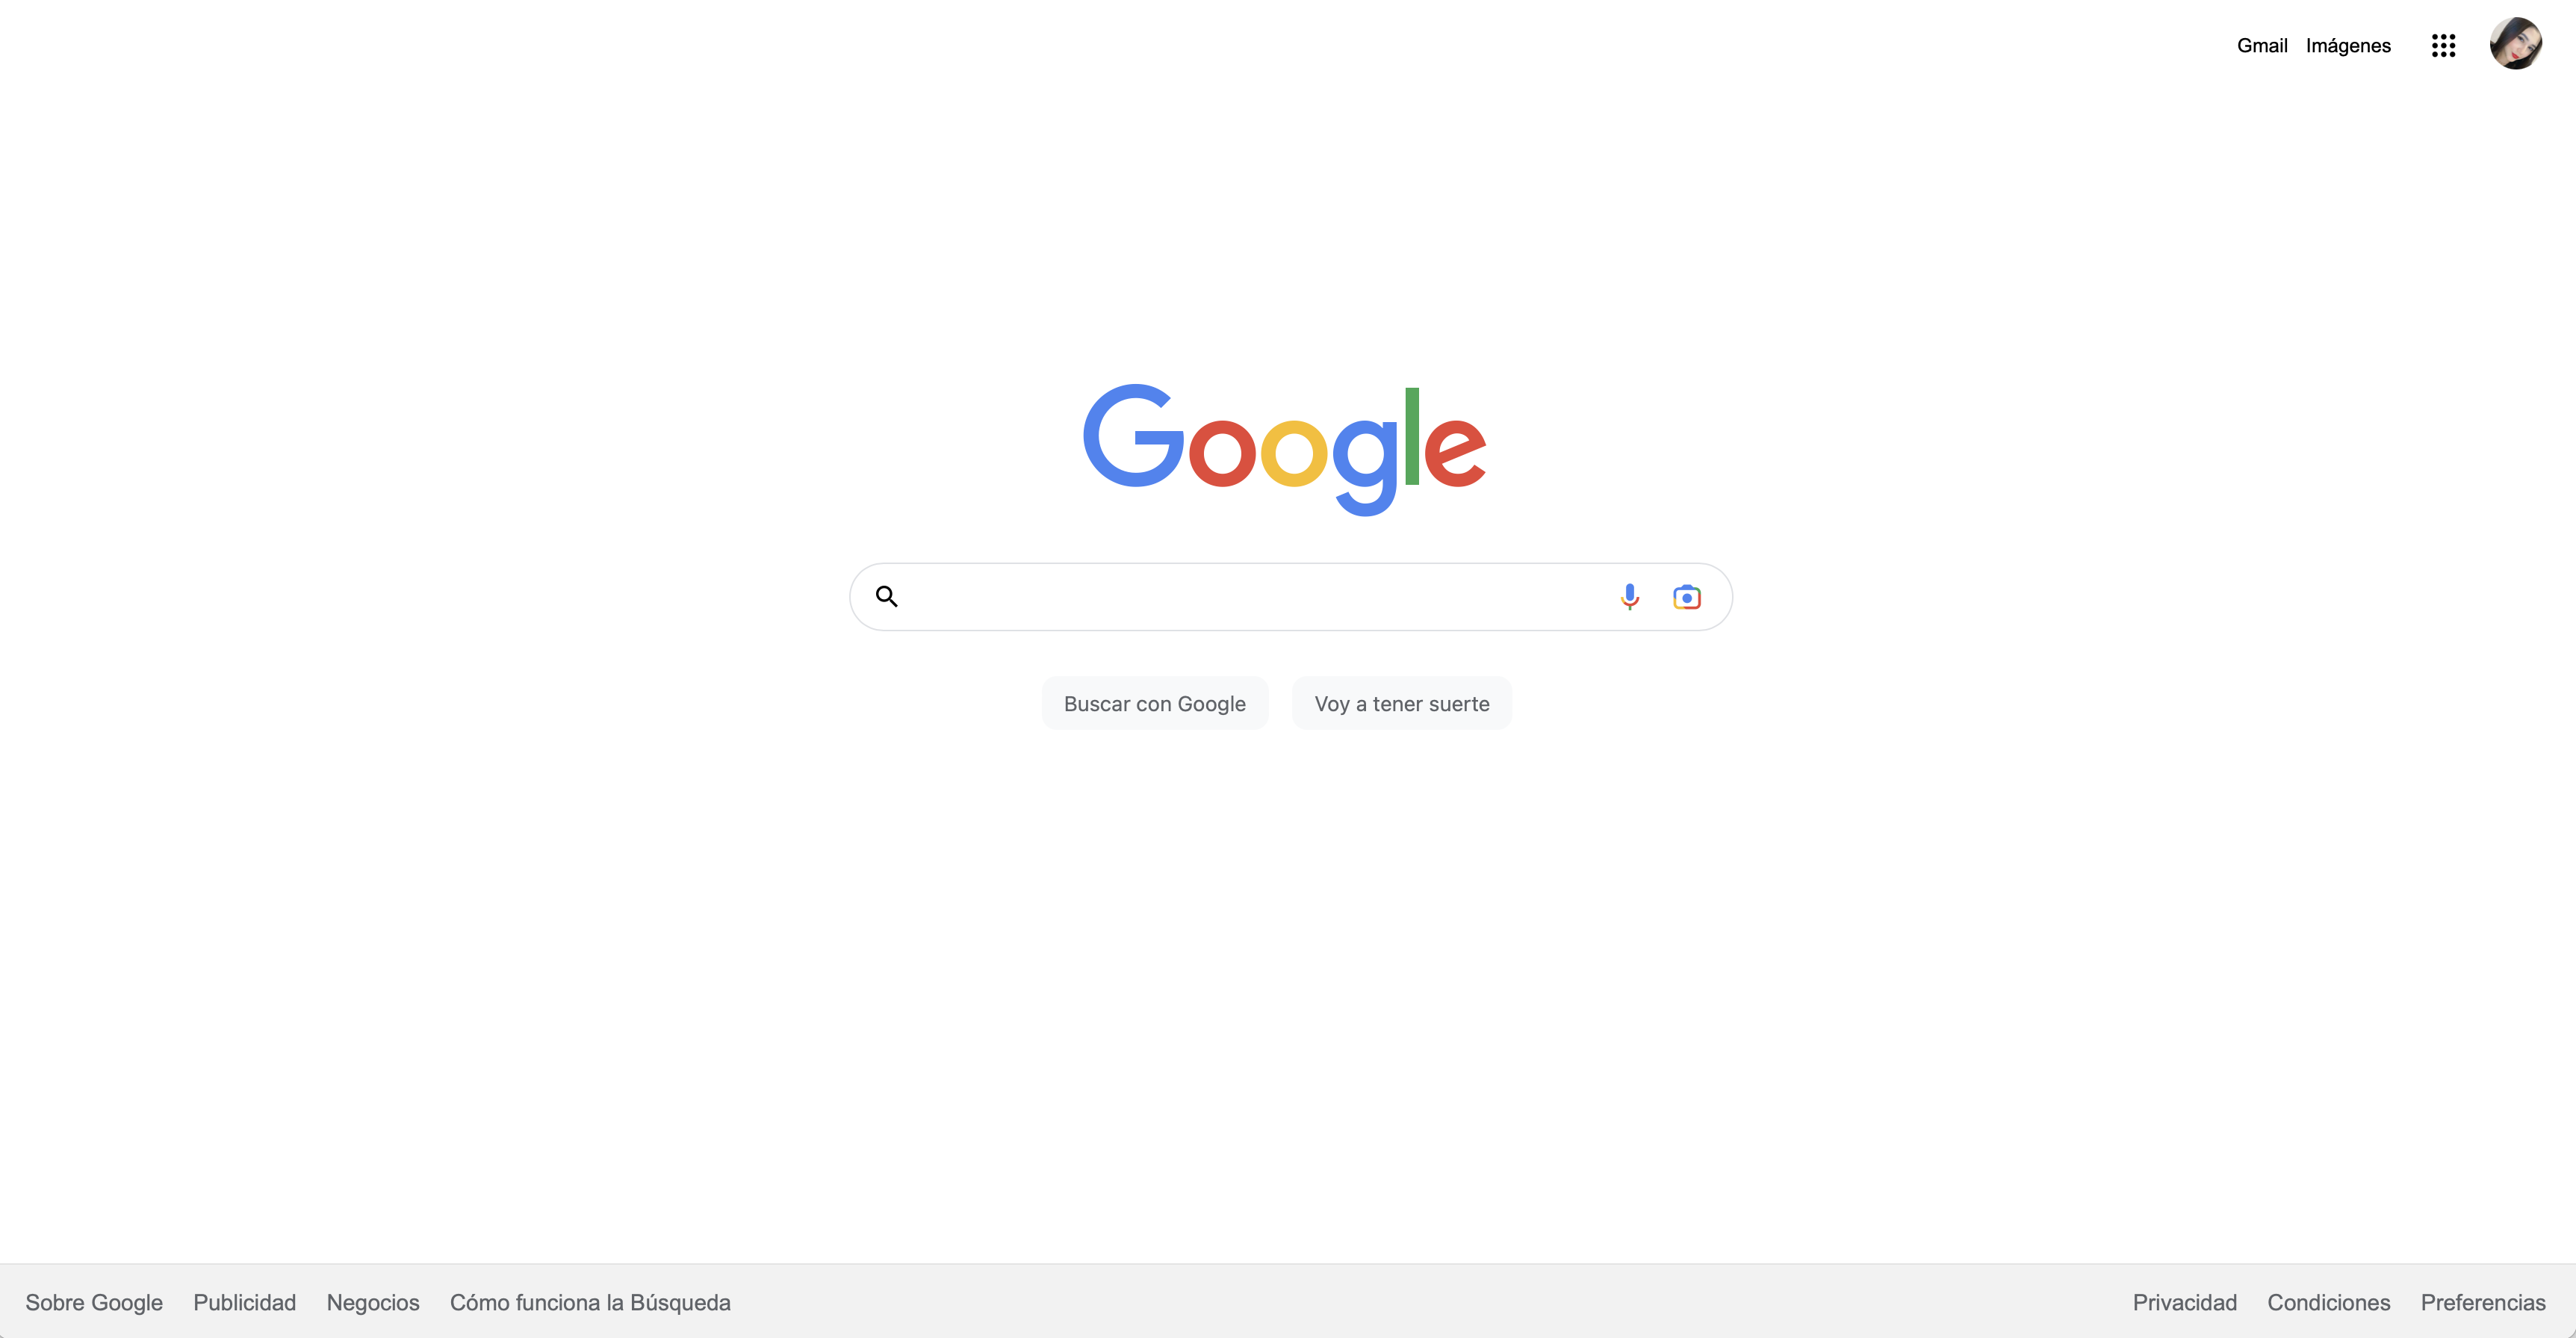 Gmail Imágenes
Google
Buscar con Google Voy a tener suerte
Sobre Google Publicidad Negocios Cómo funciona la Búsqueda Privacidad Condiciones Preferencias